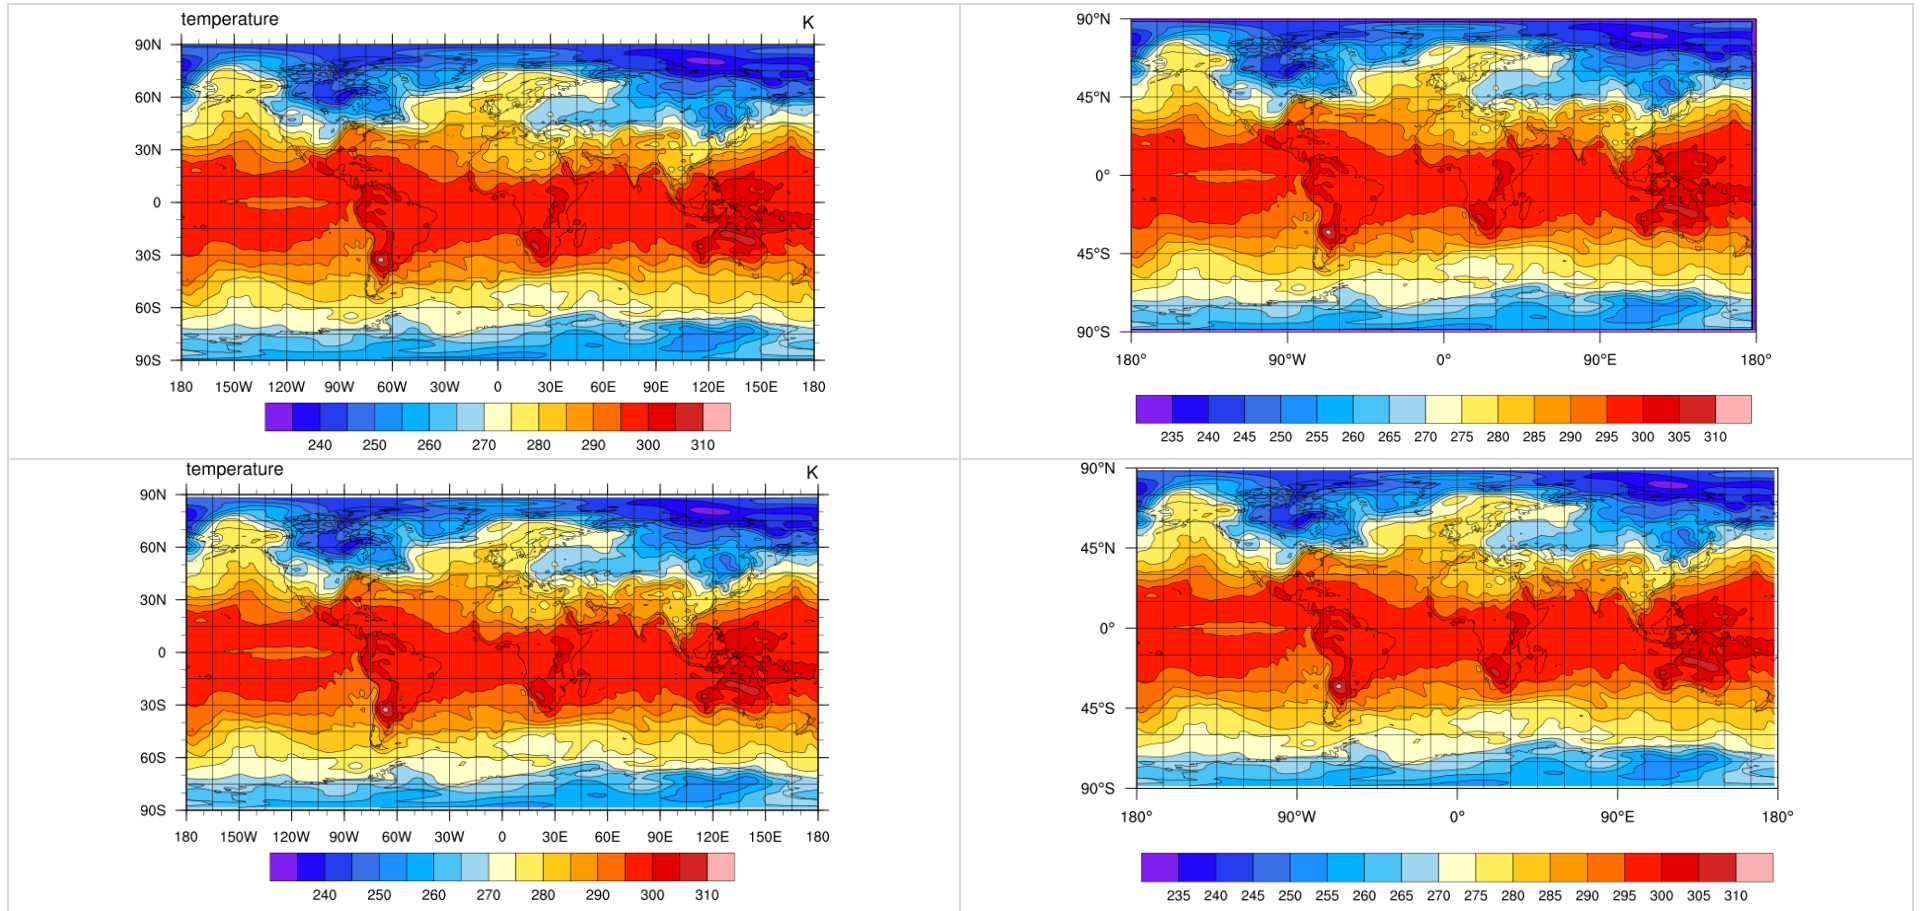 temperature K
90N
60N
30N
0
30S
60S
90S
180 150W 120W 90W 60W 30W 0 30E 60E 90E 120E 150E 180
240 250 260 270 280 290 300 310
90°N
45°N
0°
45°S
90°S
180° 90°W 0° 90°E 180°
235 240 245 250 255 260 265 270 275 280 285 290 295 300 305 310
temperature K
90N
60N
30N
0
30S
60S
90S
180 150W 120W 90W 60W 30W 0 30E 60E 90E 120E 150E 180
240 250 260 270 280 290 300 310
90°N
45°N
0°
45°S
90°S
180° 90°W 0° 90°E 180°
235 240 245 250 255 260 265 270 275 280 285 290 295 300 305 310